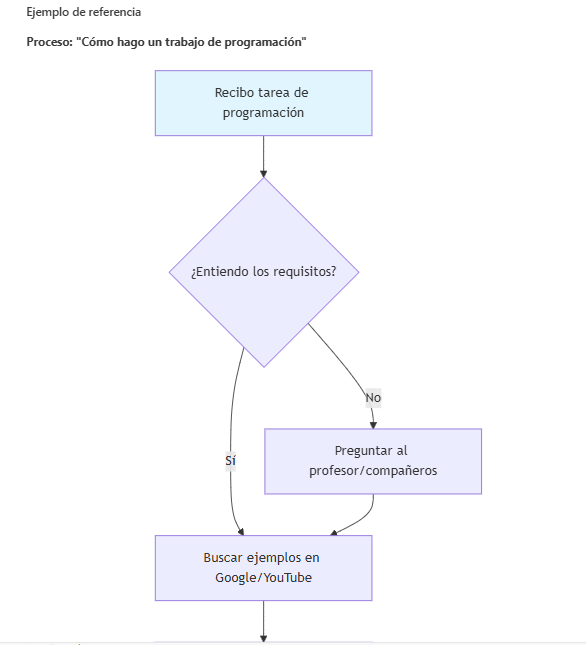 Ejemplo de referencia
Proceso: "Cómo hago un trabajo de programación"
Recibo tarea de
programación
¿Entiendo los requisitos?
No
Preguntar al
profesor/compañeros
Sí
Buscar ejemplos en
Google/YouTube